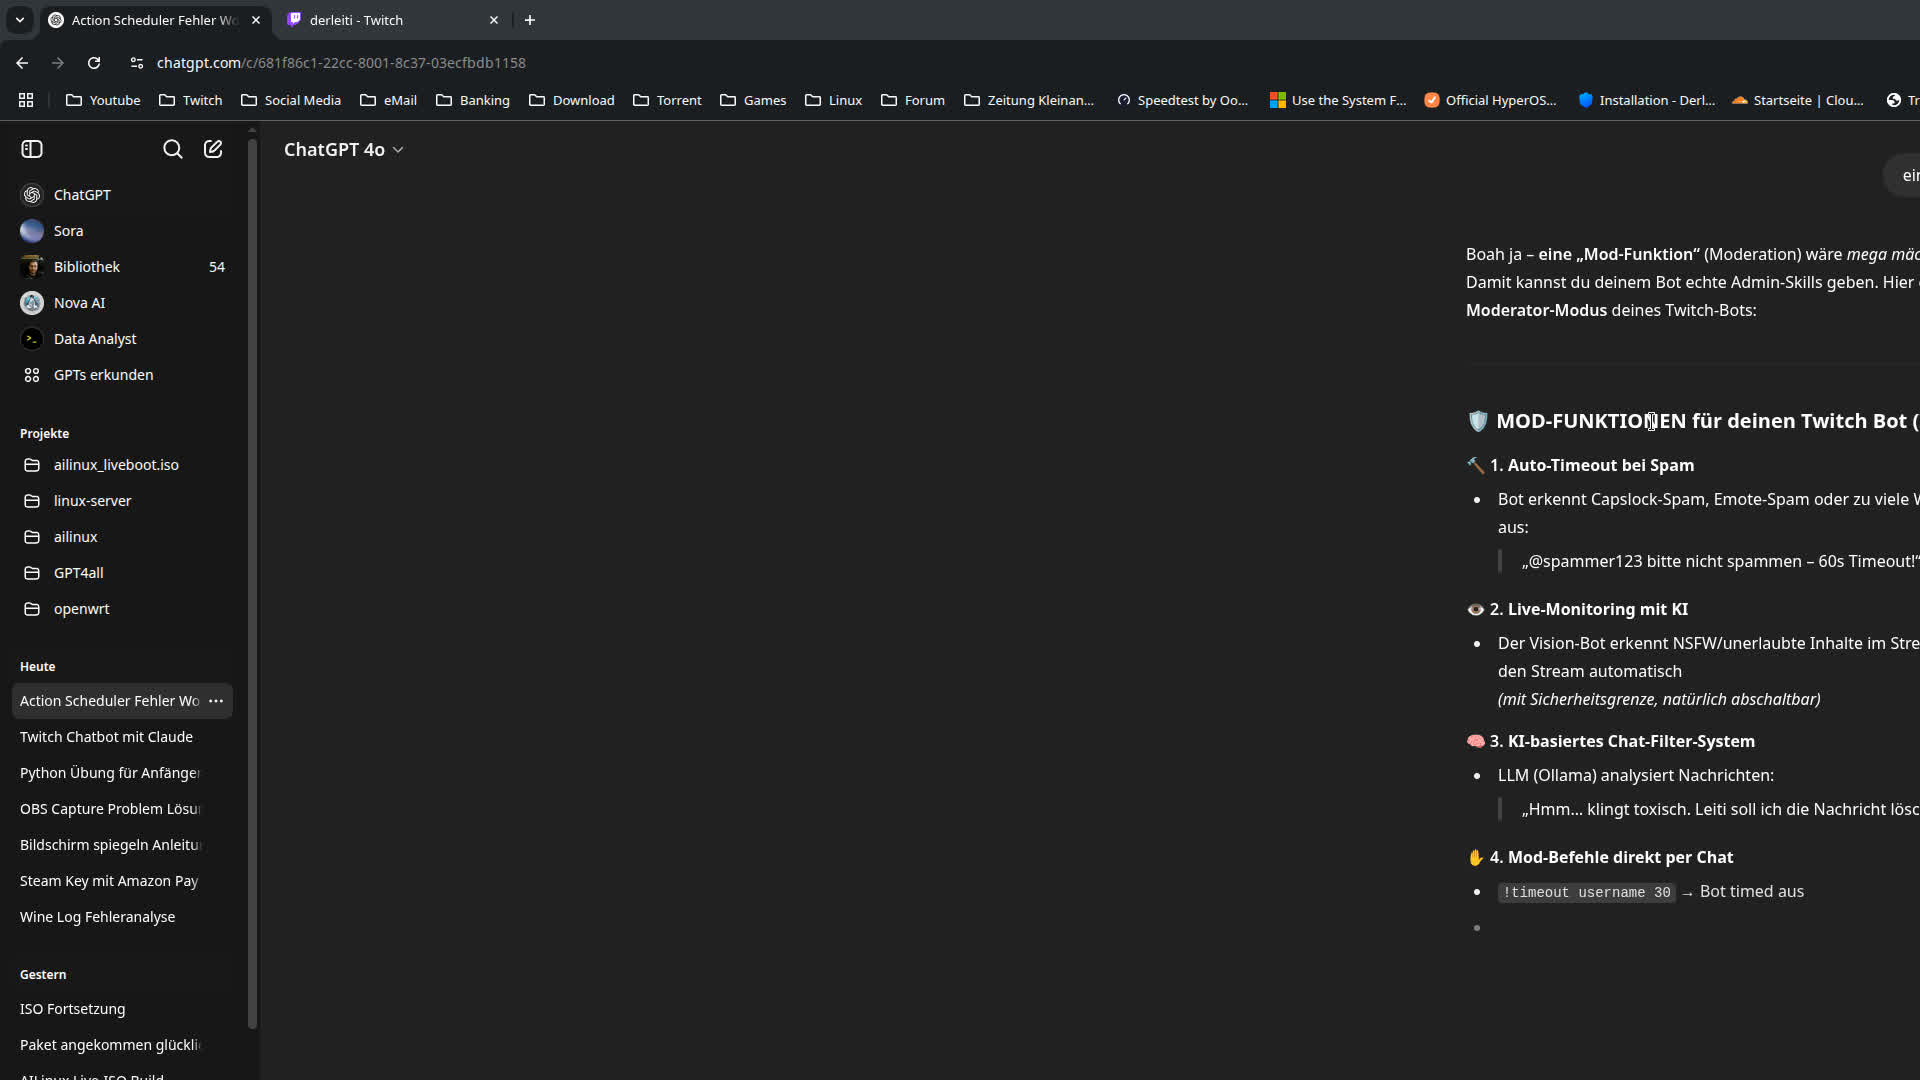 Action Scheduler Fehler Wo
derleiti - Twitch
chatgpt.com/c/681f86c1-22cc-8001-8c37-03ecfbdb1158
Youtube
Twitch
Social Media
eMail
Banking
Download
Torrent
Games
Linux
Forum
Zeitung Kleinan...
Speedtest by Oo...
Use the System F...
Official HyperOS...
Installation - Derl...
Startseite | Clou...
Tr
ChatGPT
Sora
Bibliothek 54
Nova AI
Data Analyst
GPTs erkunden
Projekte
ailinux_liveboot.iso
linux-server
ailinux
GPT4all
openwrt
Heute
Action Scheduler Fehler Wo
Twitch Chatbot mit Claude
Python Übung für Anfänger
OBS Capture Problem Lösu
Bildschirm spiegeln Anleitu
Steam Key mit Amazon Pay
Wine Log Fehleranalyse
Gestern
ISO Fortsetzung
Paket angekommen glückli
AILinux Live ISO Build
ChatGPT 4o
ein
Boah ja – eine „Mod-Funktion“ (Moderation) wäre mega mäc
Damit kannst du deinem Bot echte Admin-Skills geben. Hier
Moderator-Modus deines Twitch-Bots:
🛡️ MOD-FUNKTIONEN für deinen Twitch Bot (
🔨 1. Auto-Timeout bei Spam
• Bot erkennt Capslock-Spam, Emote-Spam oder zu viele W
aus:
„@spammer123 bitte nicht spammen – 60s Timeout!“
👁️ 2. Live-Monitoring mit KI
• Der Vision-Bot erkennt NSFW/unerlaubte Inhalte im Stre
den Stream automatisch
(mit Sicherheitsgrenze, natürlich abschaltbar)
🧠 3. KI-basiertes Chat-Filter-System
• LLM (Ollama) analysiert Nachrichten:
„Hmm… klingt toxisch. Leiti soll ich die Nachricht lösc
✋ 4. Mod-Befehle direkt per Chat
• !timeout username 30 → Bot timed aus